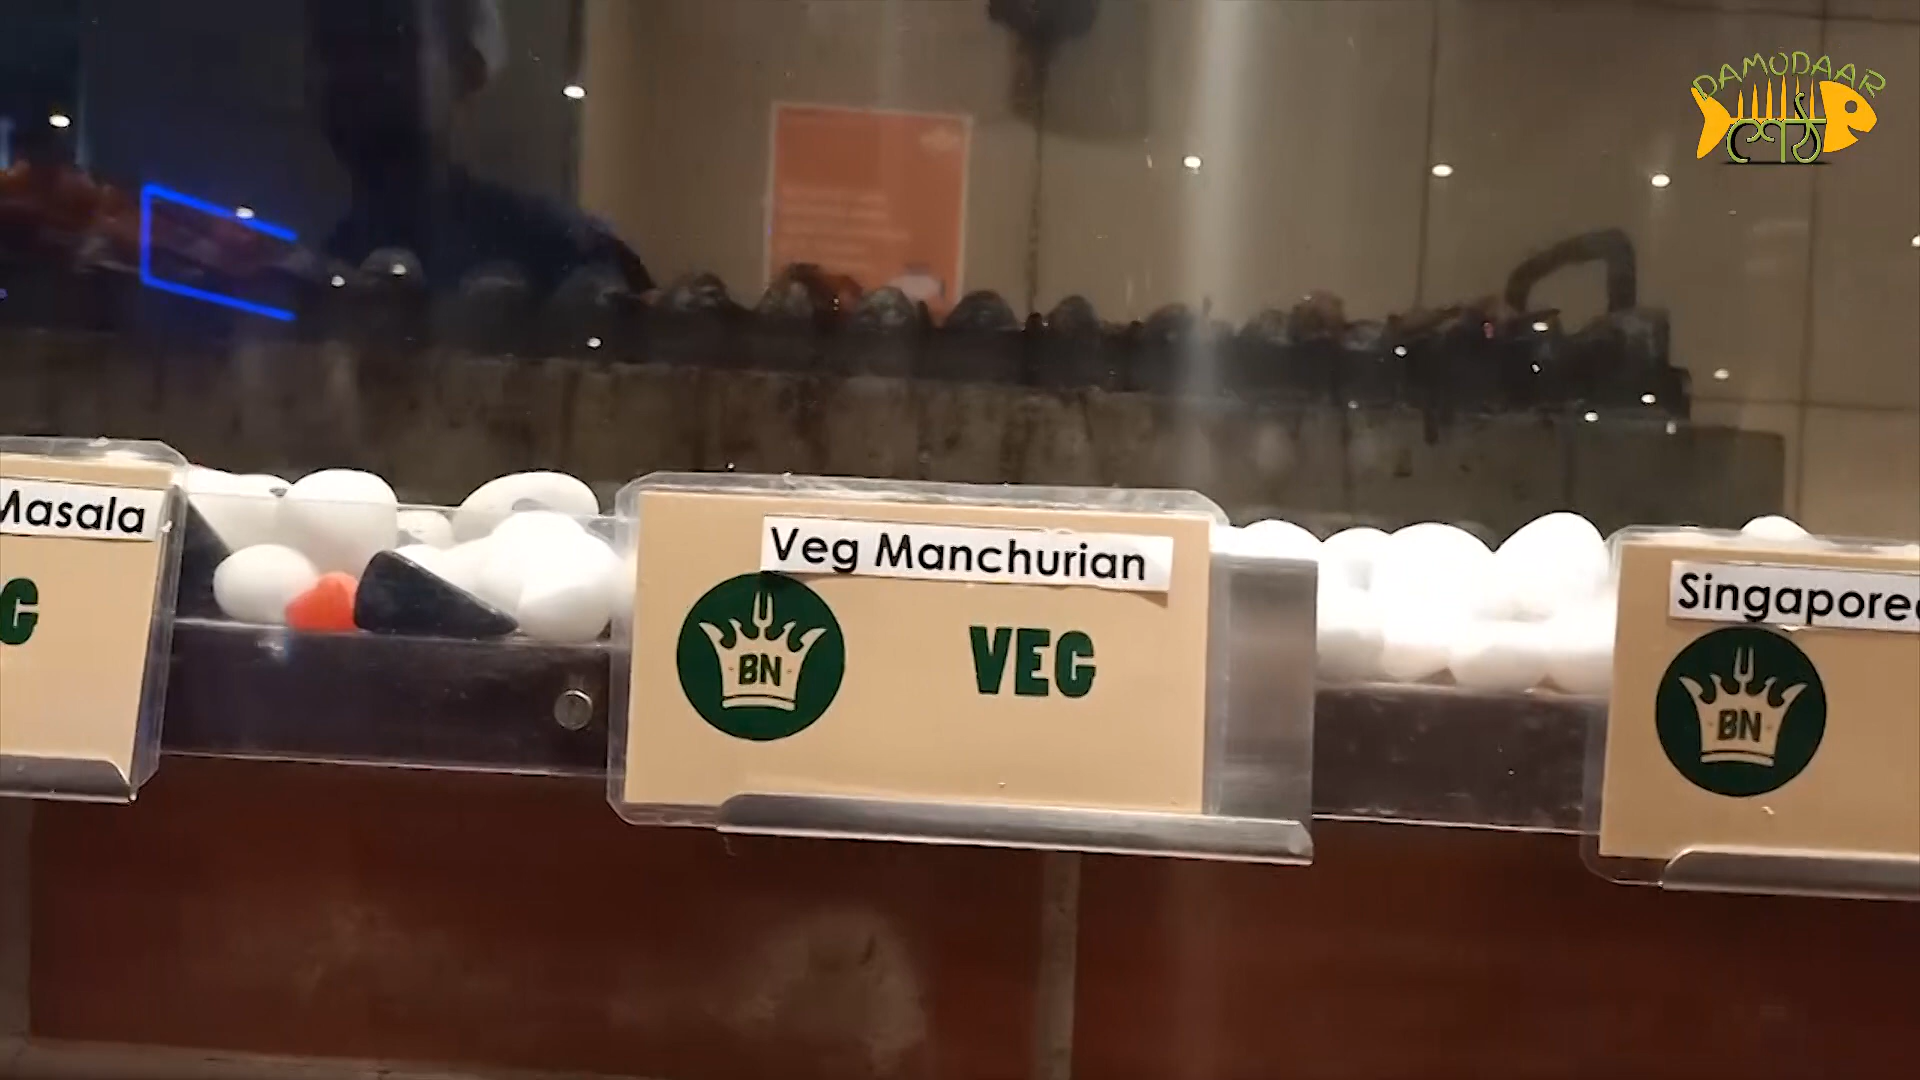 DAMODAAR
Masala
G
Veg Manchurian
BN
VEG
Singapore
BN